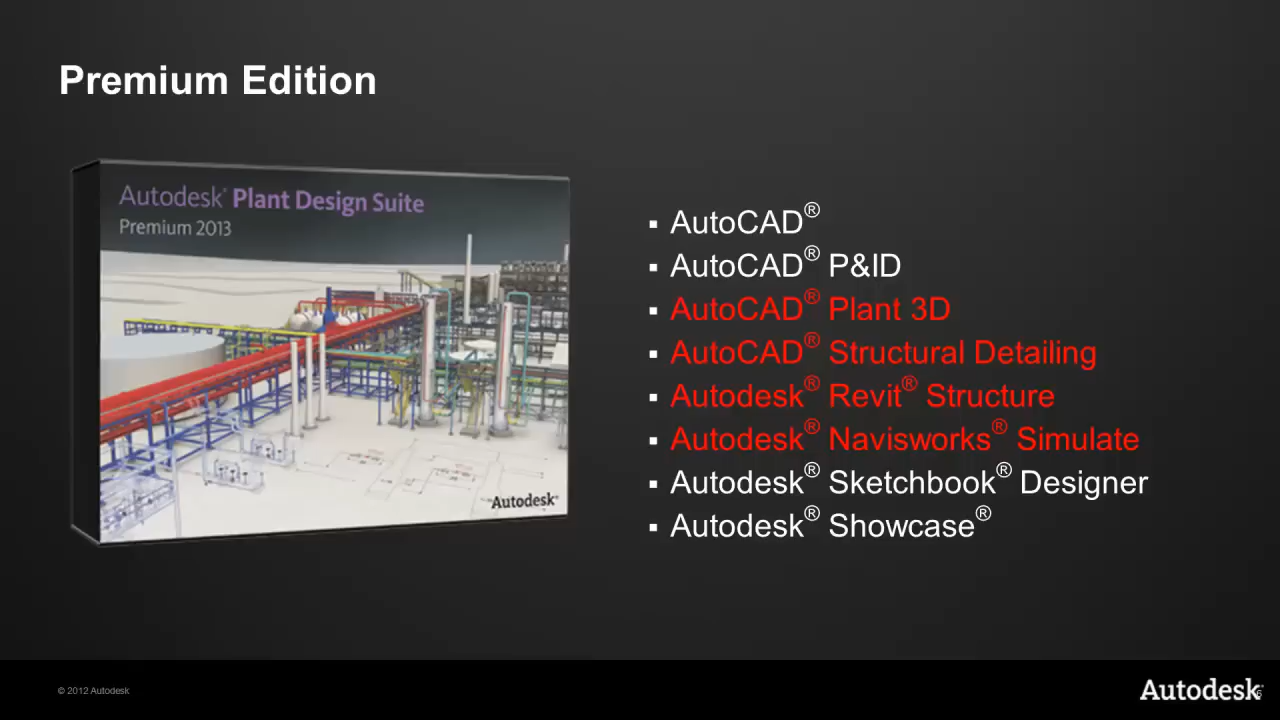 Premium Edition
Autodesk® Plant Design Suite
Premium 2013
Autodesk®
▪ AutoCAD®
▪ AutoCAD® P&ID
▪ AutoCAD® Plant 3D
▪ AutoCAD® Structural Detailing
▪ Autodesk® Revit® Structure
▪ Autodesk® Navisworks® Simulate
▪ Autodesk® Sketchbook® Designer
▪ Autodesk® Showcase®
© 2012 Autodesk
Autodesk®